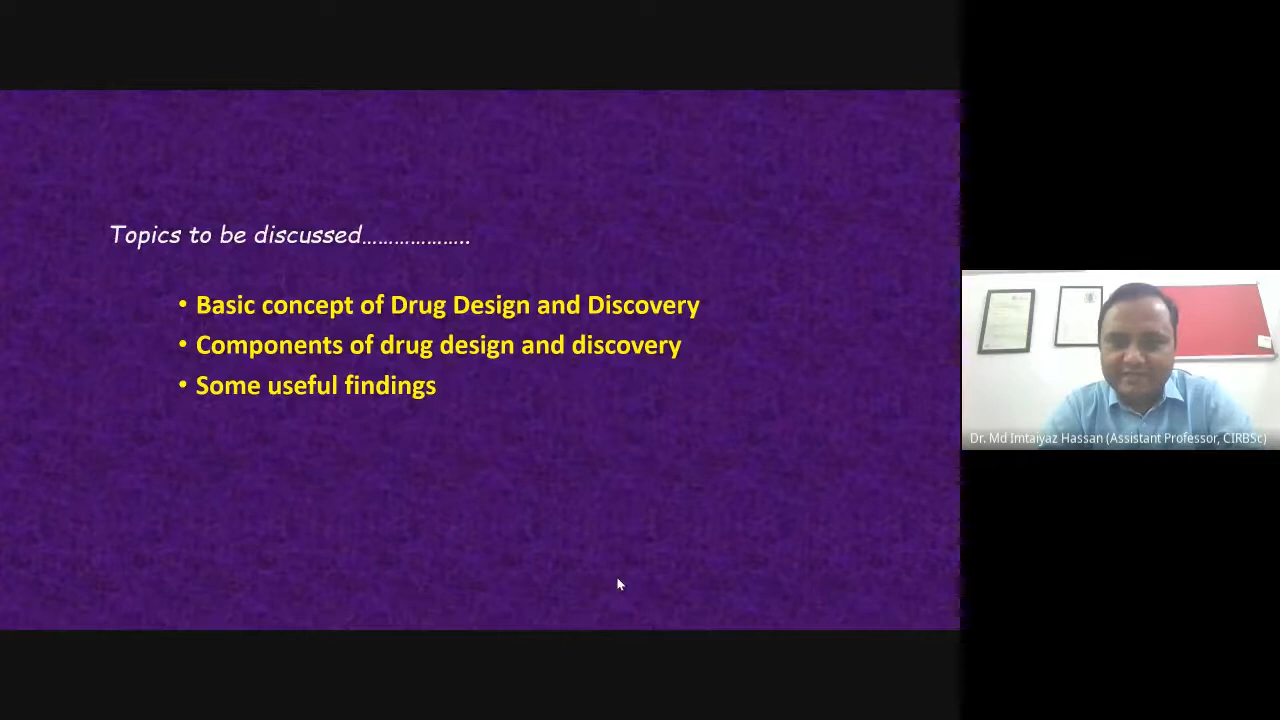 Topics to be discussed………………..
• Basic concept of Drug Design and Discovery
• Components of drug design and discovery
• Some useful findings
Dr. Md Imtaiyaz Hassan (Assistant Professor, CIRBSc)